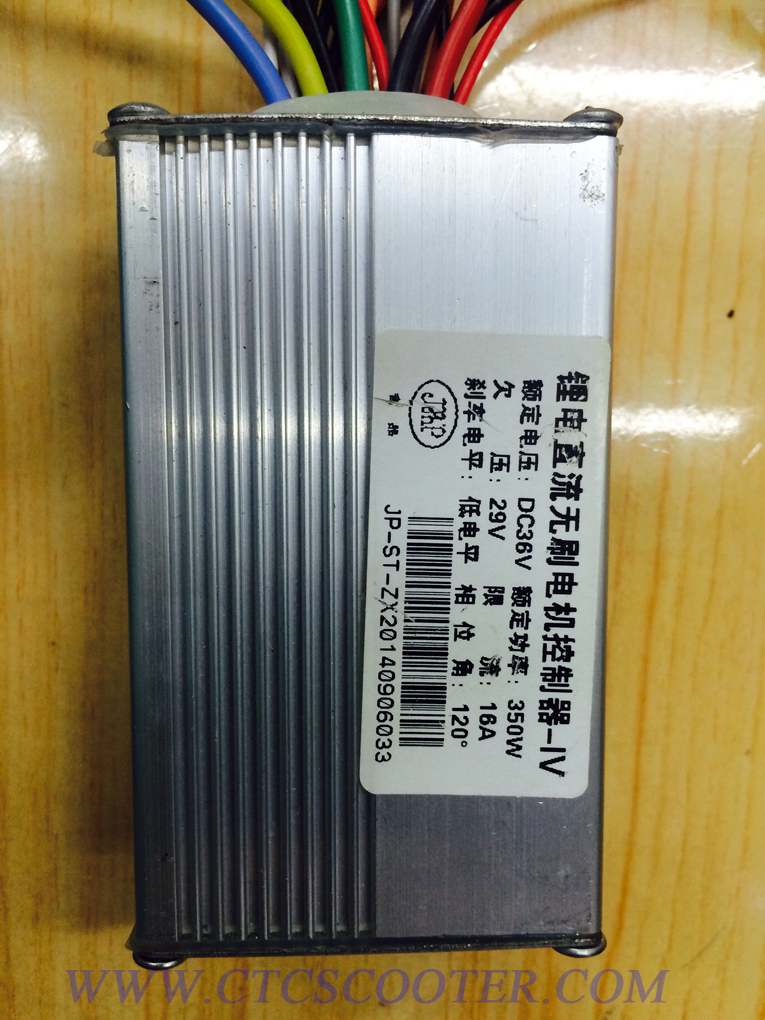 锂电直流无刷电机控制器-IV
额定电压: DC36V 额定功率: 350W
欠 压: 29V 限 流: 16A
刹车电平: 低电平 相 位 角: 120°
JP-ST-ZX20140906033
WWW.CTCSCOOTER.COM